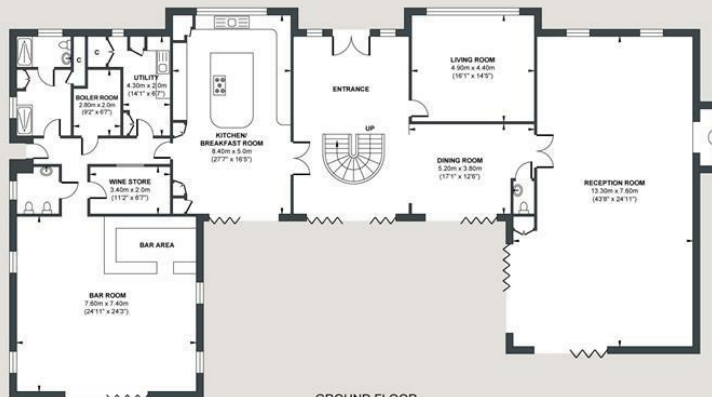 C
C
UTILITY
4.30m x 2.0m
(14'1" x 6'7")
BOILER ROOM
2.80m x 2.0m
(9'2" x 6'7")
KITCHEN/
BREAKFAST ROOM
8.40m x 5.0m
(27'7" x 16'5")
ENTRANCE
UP
LIVING ROOM
4.90m x 4.40m
(16'1" x 14'5")
DINING ROOM
5.20m x 3.80m
(17'1" x 12'6")
RECEPTION ROOM
13.30m x 7.60m
(43'8" x 24'11")
WINE STORE
3.40m x 2.0m
(11'2" x 6'7")
BAR AREA
BAR ROOM
7.60m x 7.40m
(24'11" x 24'3")
GROUND FLOOR